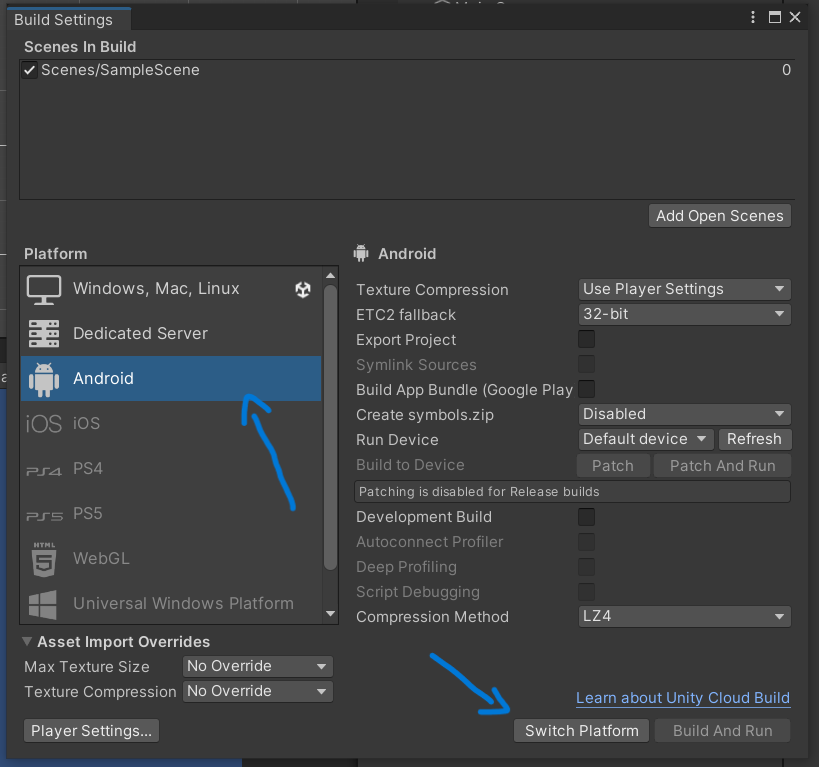 Build Settings
Scenes In Build
Scenes/SampleScene 0
Add Open Scenes
Platform
Windows, Mac, Linux
Dedicated Server
Android
iOS iOS
PS4 PS4
PS5 PS5
HTML 5 WebGL
Universal Windows Platform
Android
Texture Compression Use Player Settings
ETC2 fallback 32-bit
Export Project
Symlink Sources
Build App Bundle (Google Play
Create symbols.zip Disabled
Run Device Default device Refresh
Build to Device Patch Patch And Run
Patching is disabled for Release builds
Development Build
Autoconnect Profiler
Deep Profiling
Script Debugging
Compression Method LZ4
Asset Import Overrides
Max Texture Size No Override
Texture Compression No Override
Learn about Unity Cloud Build
Player Settings... Switch Platform Build And Run